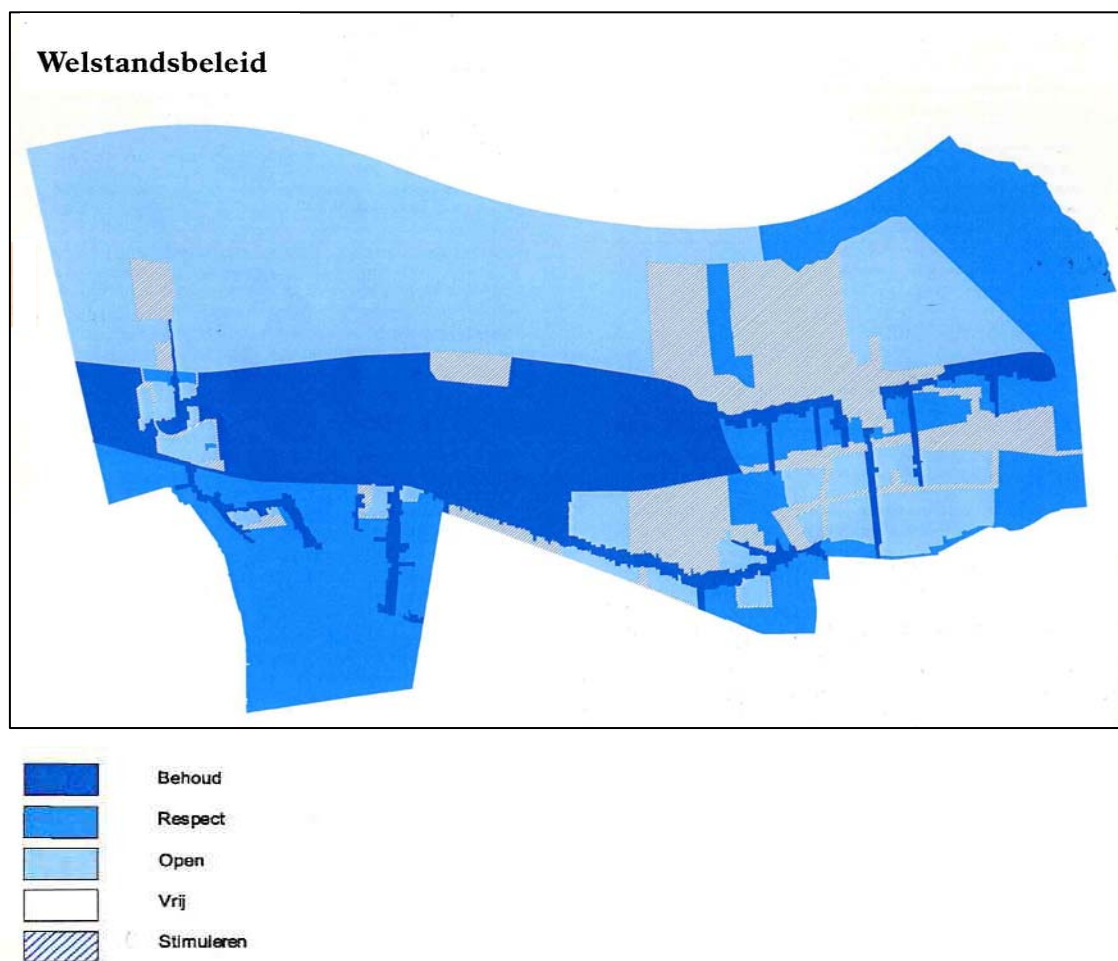 Welstandsbeleid
Behoud
Respect
Open
Vrij
Stimuleren